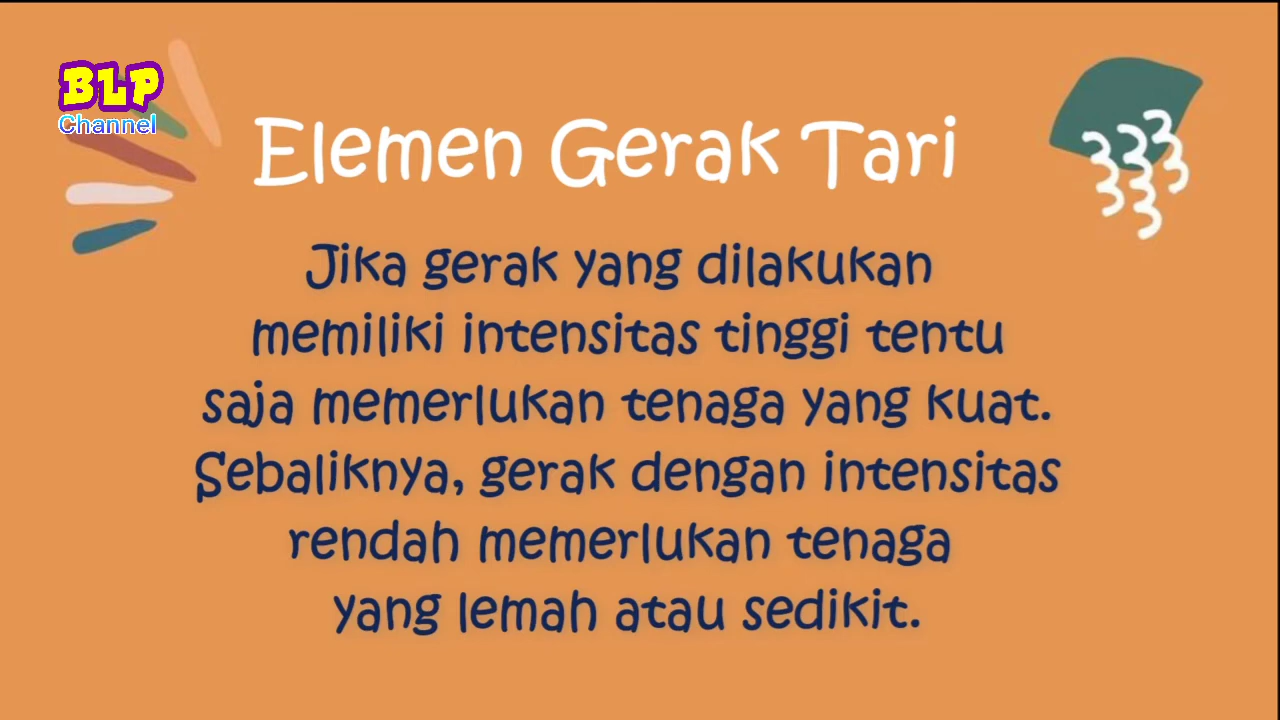 BLP
Channel
Elemen Gerak Tari
Jika gerak yang dilakukan
memiliki intensitas tinggi tentu
saja memerlukan tenaga yang kuat.
Sebaliknya, gerak dengan intensitas
rendah memerlukan tenaga
yang lemah atau sedikit.